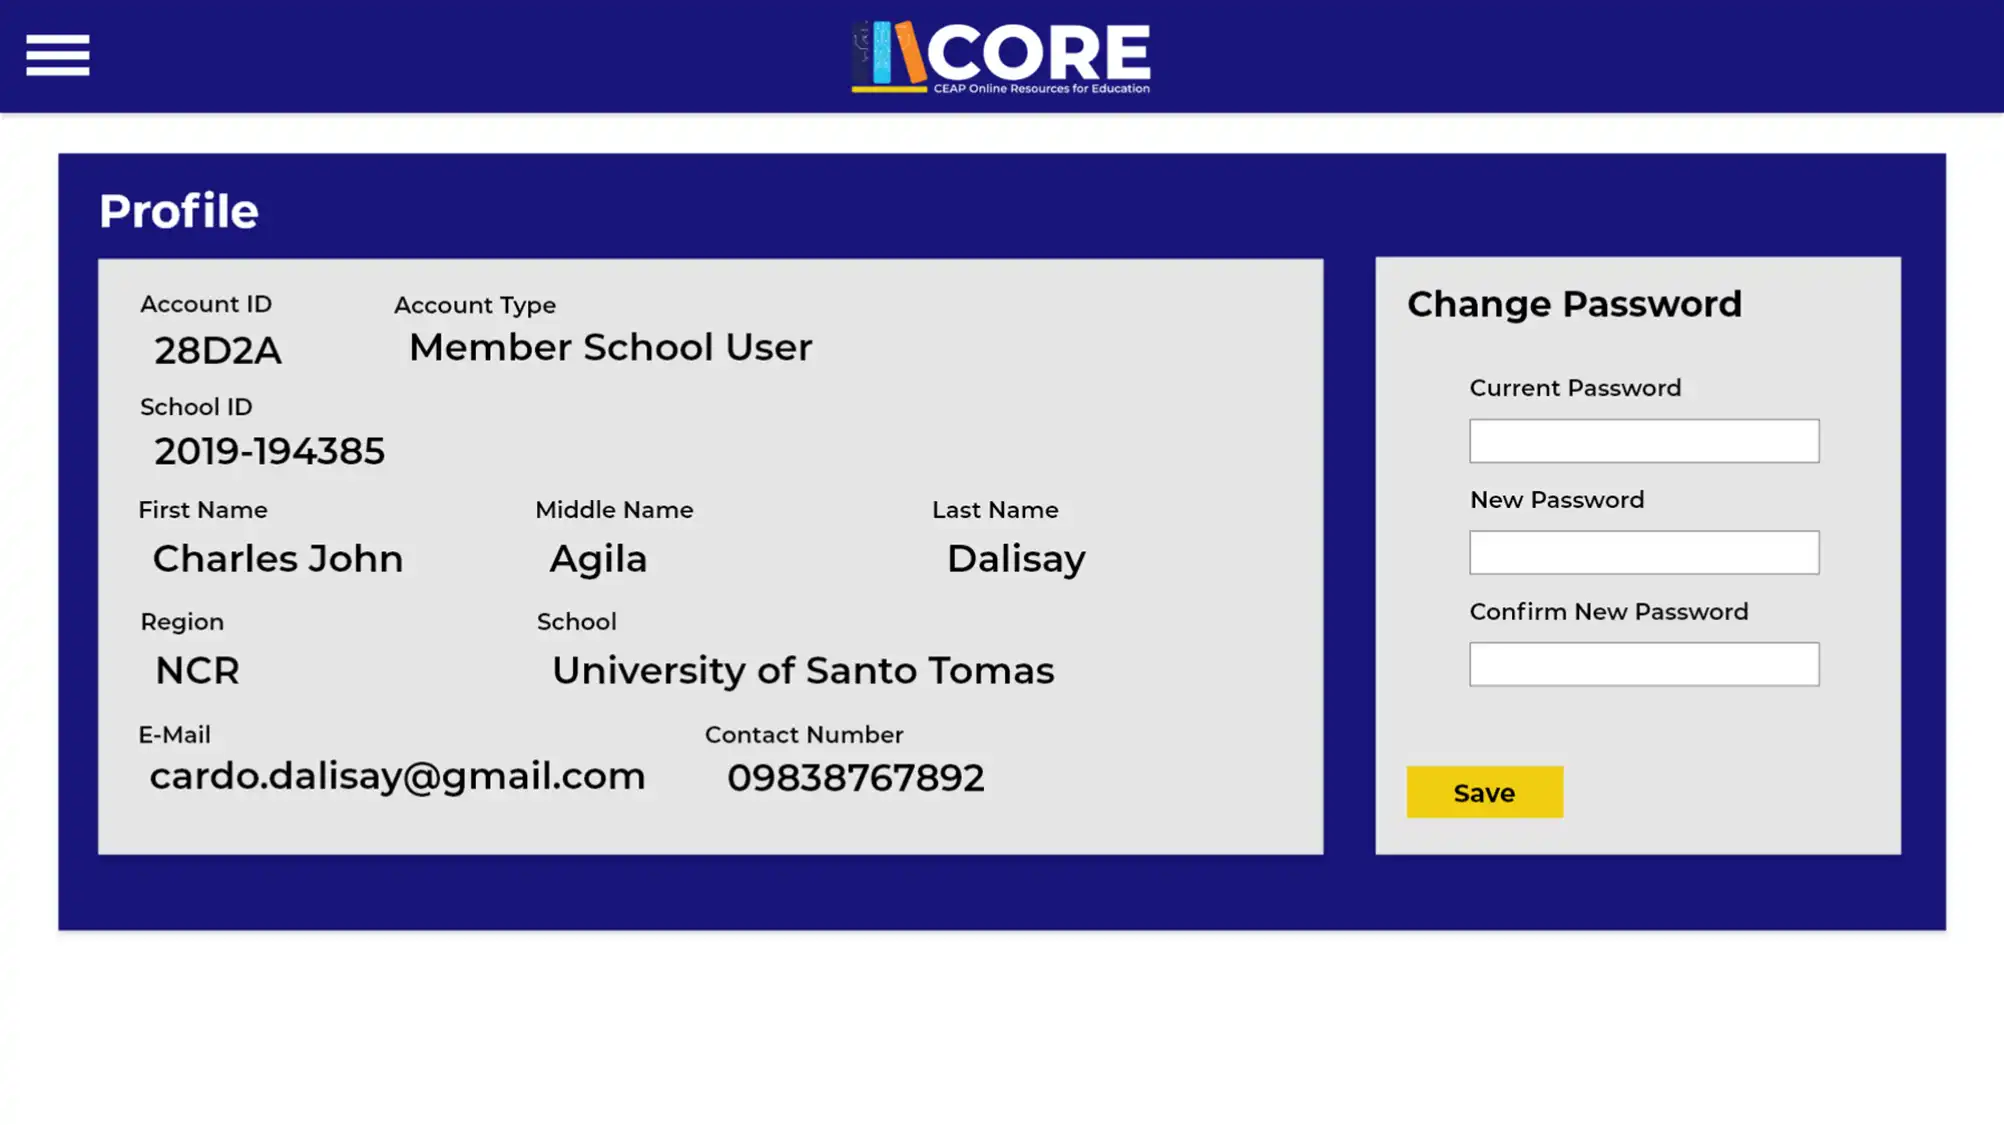 CORE
CEAP Online Resources for Education
Profile
Account ID
28D2A
Account Type
Member School User
School ID
2019-194385
First Name
Charles John
Middle Name
Agila
Last Name
Dalisay
Region
NCR
School
University of Santo Tomas
E-Mail
cardo.dalisay@gmail.com
Contact Number
09838767892
Change Password
Current Password
New Password
Confirm New Password
Save